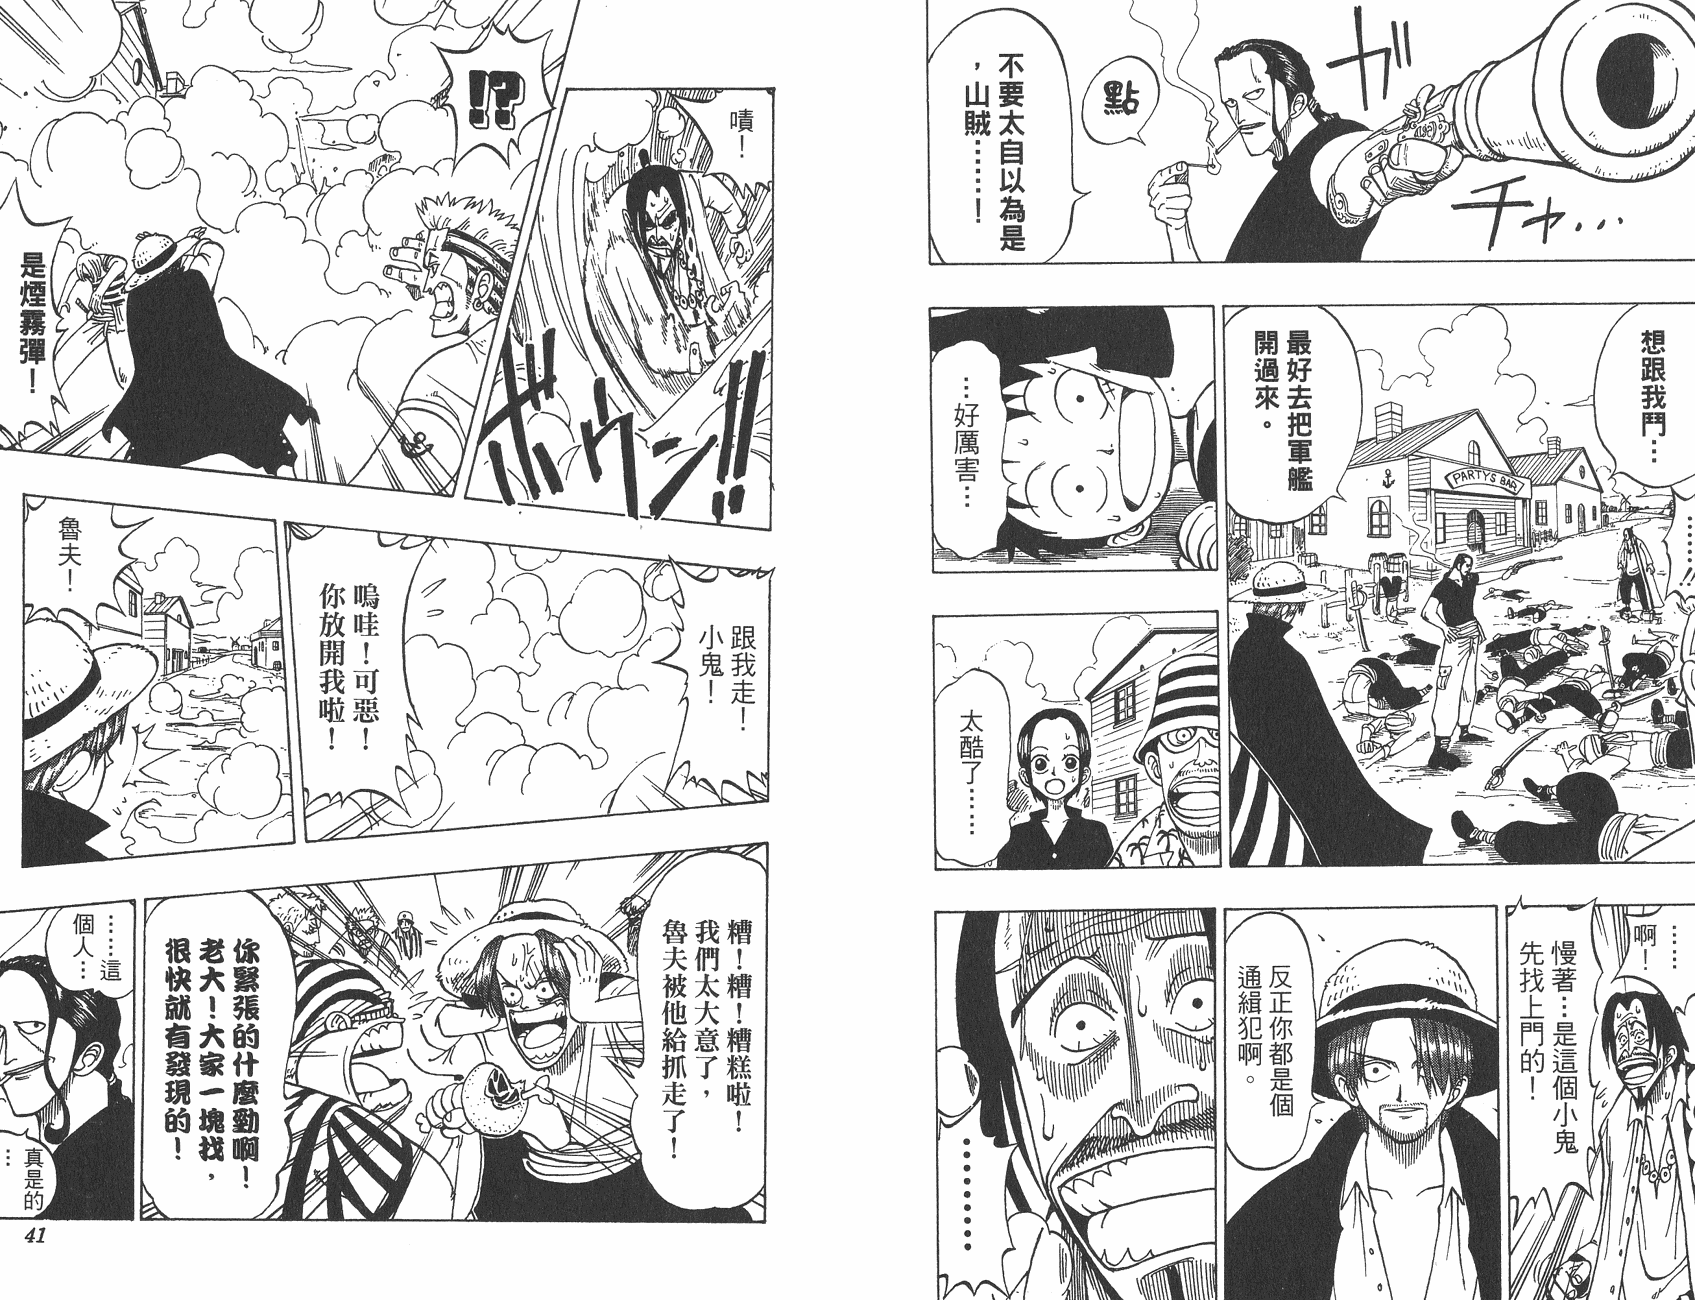 ガ
チャ…
點
不要太自以為是
，山賊……！
想跟我鬥…
最好去把軍艦
開過來。
PARTYS BAR
…好厲害…
太酷了……
……
啊！
慢著…是這個小鬼
先找上門的！
反正你都是個
通緝犯啊。
………
嘖！
ボウン!!
!?
是煙霧彈！
跟我走！
小鬼！
嗚哇！可惡！
你放開我啦！
魯夫！
糟！糟！糟糕啦！
我們太大意了，
魯夫被他給抓走了！
你緊張的什麼勁啊！
老大！大家一塊找，
很快就有發現的！
……這
個人…
真是的
…
41